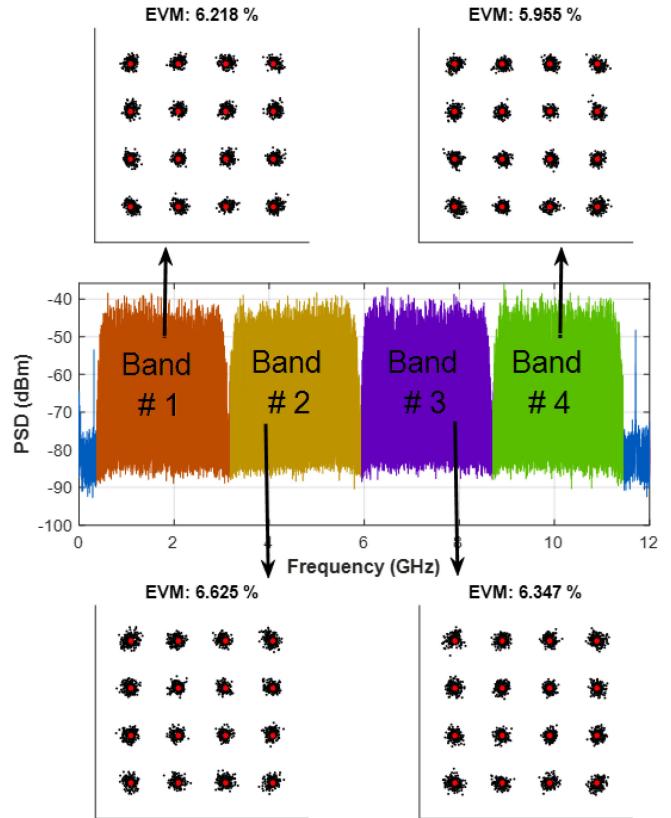 EVM: 6.218 %
EVM: 5.955 %
-40
-50
-60
-70
-80
-90
-100
PSD (dBm)
Band
# 1
Band
# 2
Band
# 3
Band
# 4
0
2
4
6
8
10
12
Frequency (GHz)
EVM: 6.625 %
EVM: 6.347 %